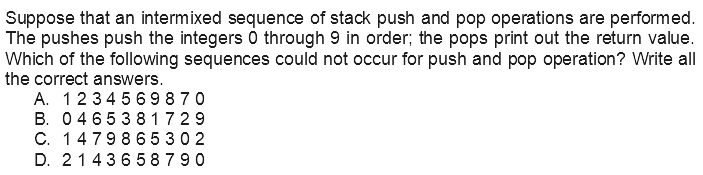 Suppose that an intermixed sequence of stack push and pop operations are performed.
The pushes push the integers 0 through 9 in order; the pops print out the return value.
Which of the following sequences could not occur for push and pop operation? Write all
the correct answers.
A. 1 2 3 4 5 6 9 8 7 0
B. 0 4 6 5 3 8 1 7 2 9
C. 1 4 7 9 8 6 5 3 0 2
D. 2 1 4 3 6 5 8 7 9 0